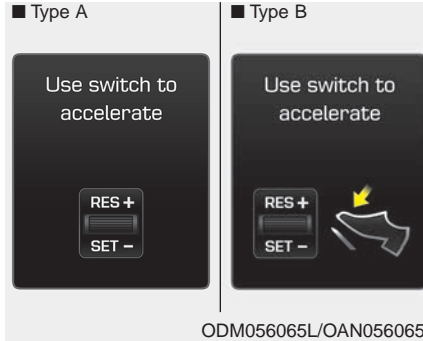 ■ Type A
Use switch to
accelerate
RES +
SET −
■ Type B
Use switch to
accelerate
RES +
SET −
ODM056065L/OAN056065